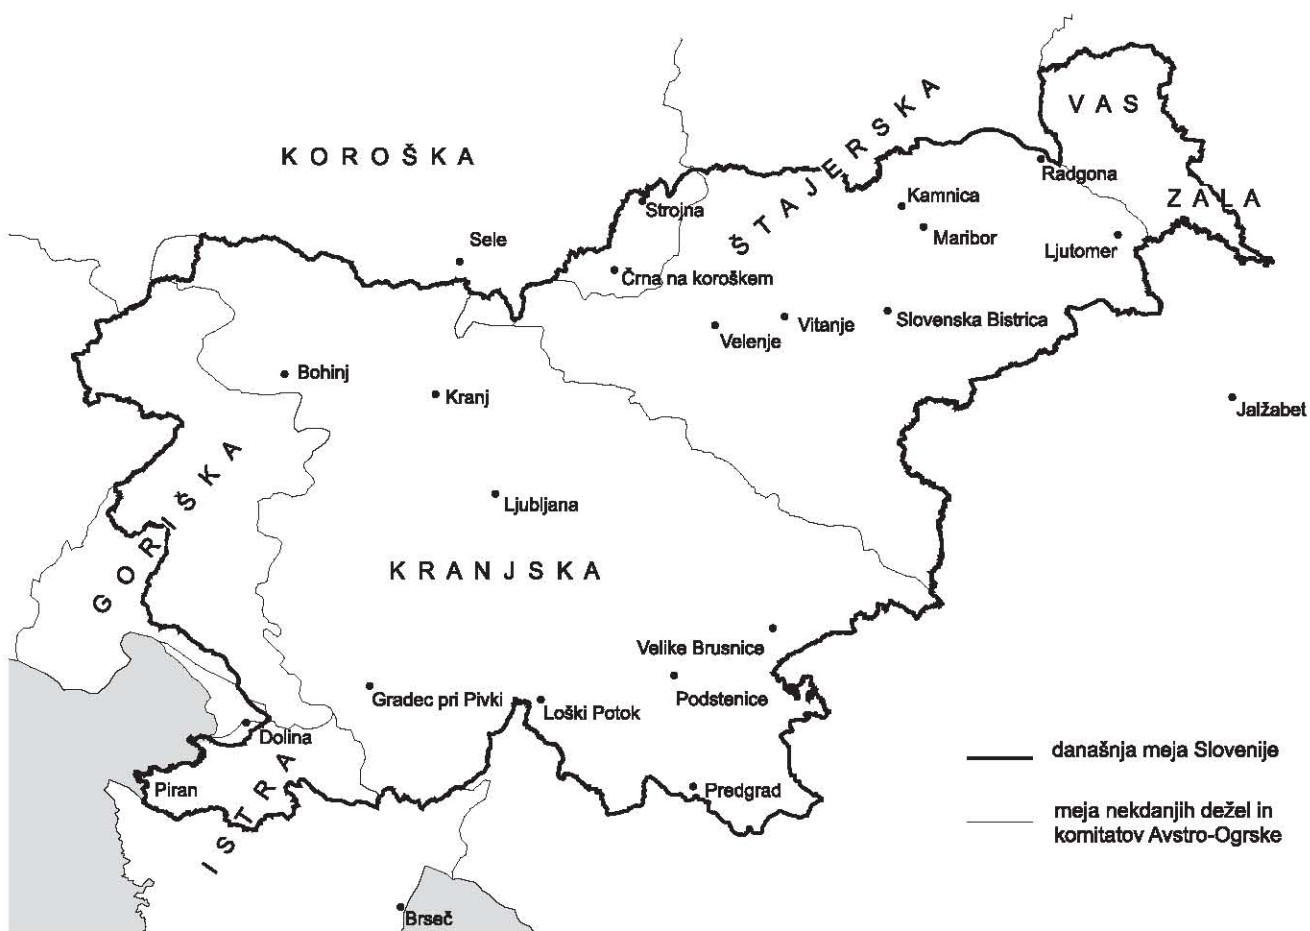 VAS
KOROŠKA
ŠTAJERSKA
Radgona
ZALA
Kamnica
Strojna
Maribor
Ljutomer
Sele
Črna na koroškem
Vitanje
Slovenska Bistrica
Velenje
Bohinj
Kranj
Jalžabet
GORIŠKA
Ljubljana
KRANJSKA
Velike Brusnice
Gradec pri Pivki
Loški Potok
Podstenice
Dolina
današnja meja Slovenije
Piran
Predgrad
ISTRA
meja nekdanjih dežel in
komitatov Avstro-Ogrske
Brseč